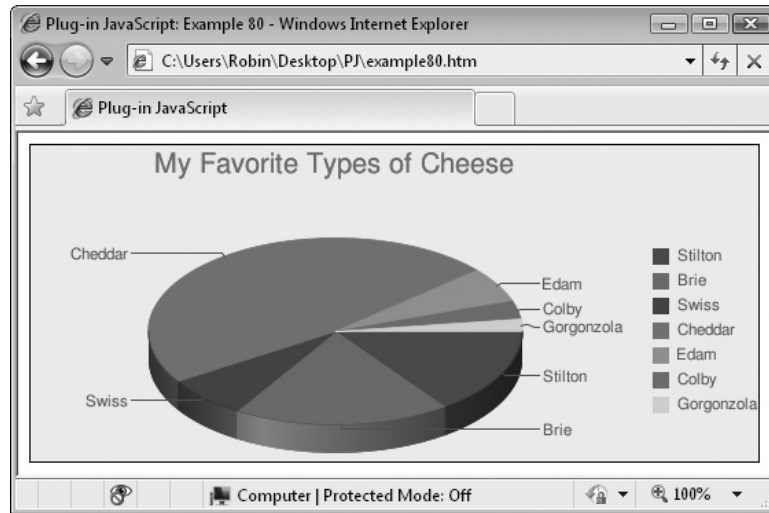 Plug-in JavaScript: Example 80 - Windows Internet Explorer
C:\Users\Robin\Desktop\PJ\example80.htm
Plug-in JavaScript
My Favorite Types of Cheese
Cheddar
Edam
Colby
Gorgonzola
Stilton
Swiss
Brie
Stilton
Brie
Swiss
Cheddar
Edam
Colby
Gorgonzola
Computer | Protected Mode: Off
100%